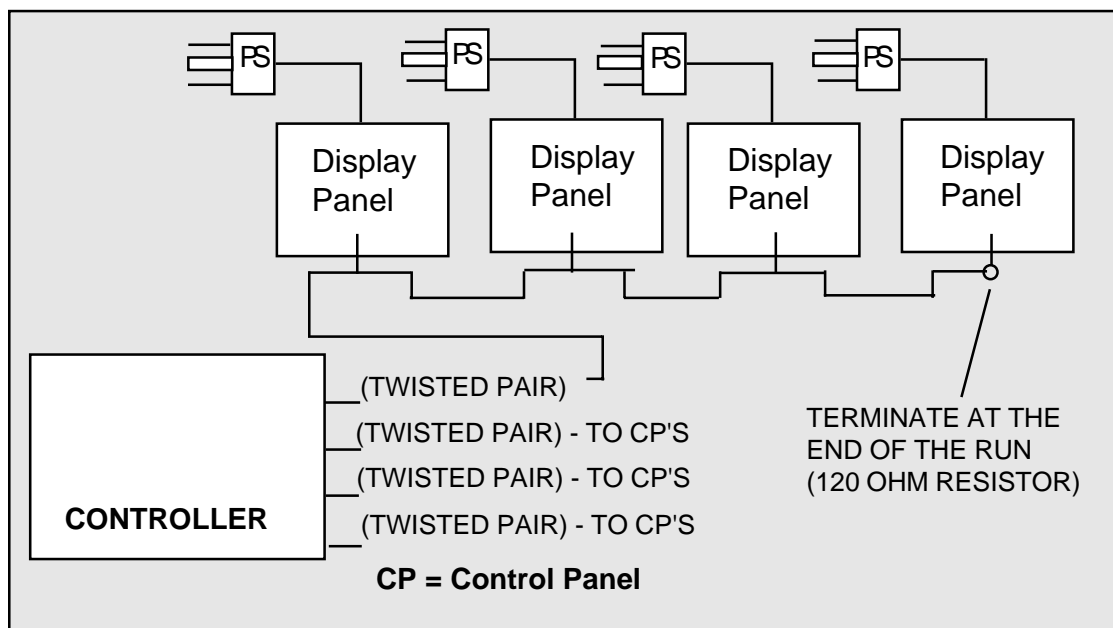 PS
PS
PS
PS
Display
Panel
Display
Panel
Display
Panel
Display
Panel
(TWISTED PAIR)
(TWISTED PAIR) - TO CP'S
(TWISTED PAIR) - TO CP'S
(TWISTED PAIR) - TO CP'S
CONTROLLER
CP = Control Panel
TERMINATE AT THE
END OF THE RUN
(120 OHM RESISTOR)